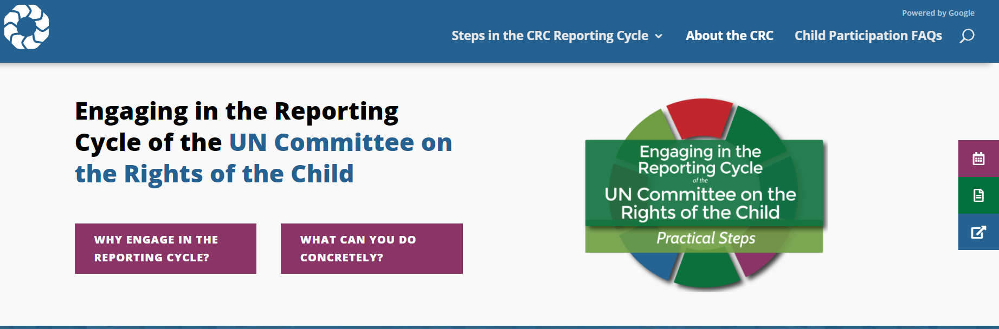 Powered by Google
Steps in the CRC Reporting Cycle
About the CRC
Child Participation FAQs
Engaging in the Reporting
Cycle of the UN Committee on
the Rights of the Child
WHY ENGAGE IN THE
REPORTING CYCLE?
WHAT CAN YOU DO
CONCRETELY?
Engaging in the
Reporting Cycle
of the
UN Committee on the
Rights of the Child
Practical Steps